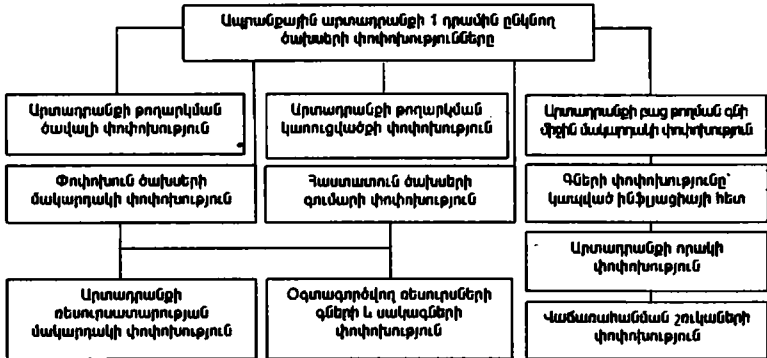 Ապրանքային արտադրանքի 1 դրամին ընկնող
ծախսերի փոփոխությունները
Արտադրանքի թողարկման
ծավալի փոփոխություն
Արտադրանքի թողարկման
կառուցվածքի փոփոխություն
Արտադրանքի բաց թողման գնի
միջին մակարդակի փոփոխություն
Փոփոխուն ծախսերի
մակարդակի փոփոխություն
Հաստատուն ծախսերի
գումարի փոփոխություն
Գների փոփոխությունը՝
կապված ինֆլյացիայի հետ
Արտադրանքի որակի
փոփոխություն
Արտադրանքի
ռեսուրսատարության
մակարդակի փոփոխություն
Օգտագործվող ռեսուրսների
գների և սակագների
փոփոխություն
Վաճառահանման շուկաների
փոփոխություն